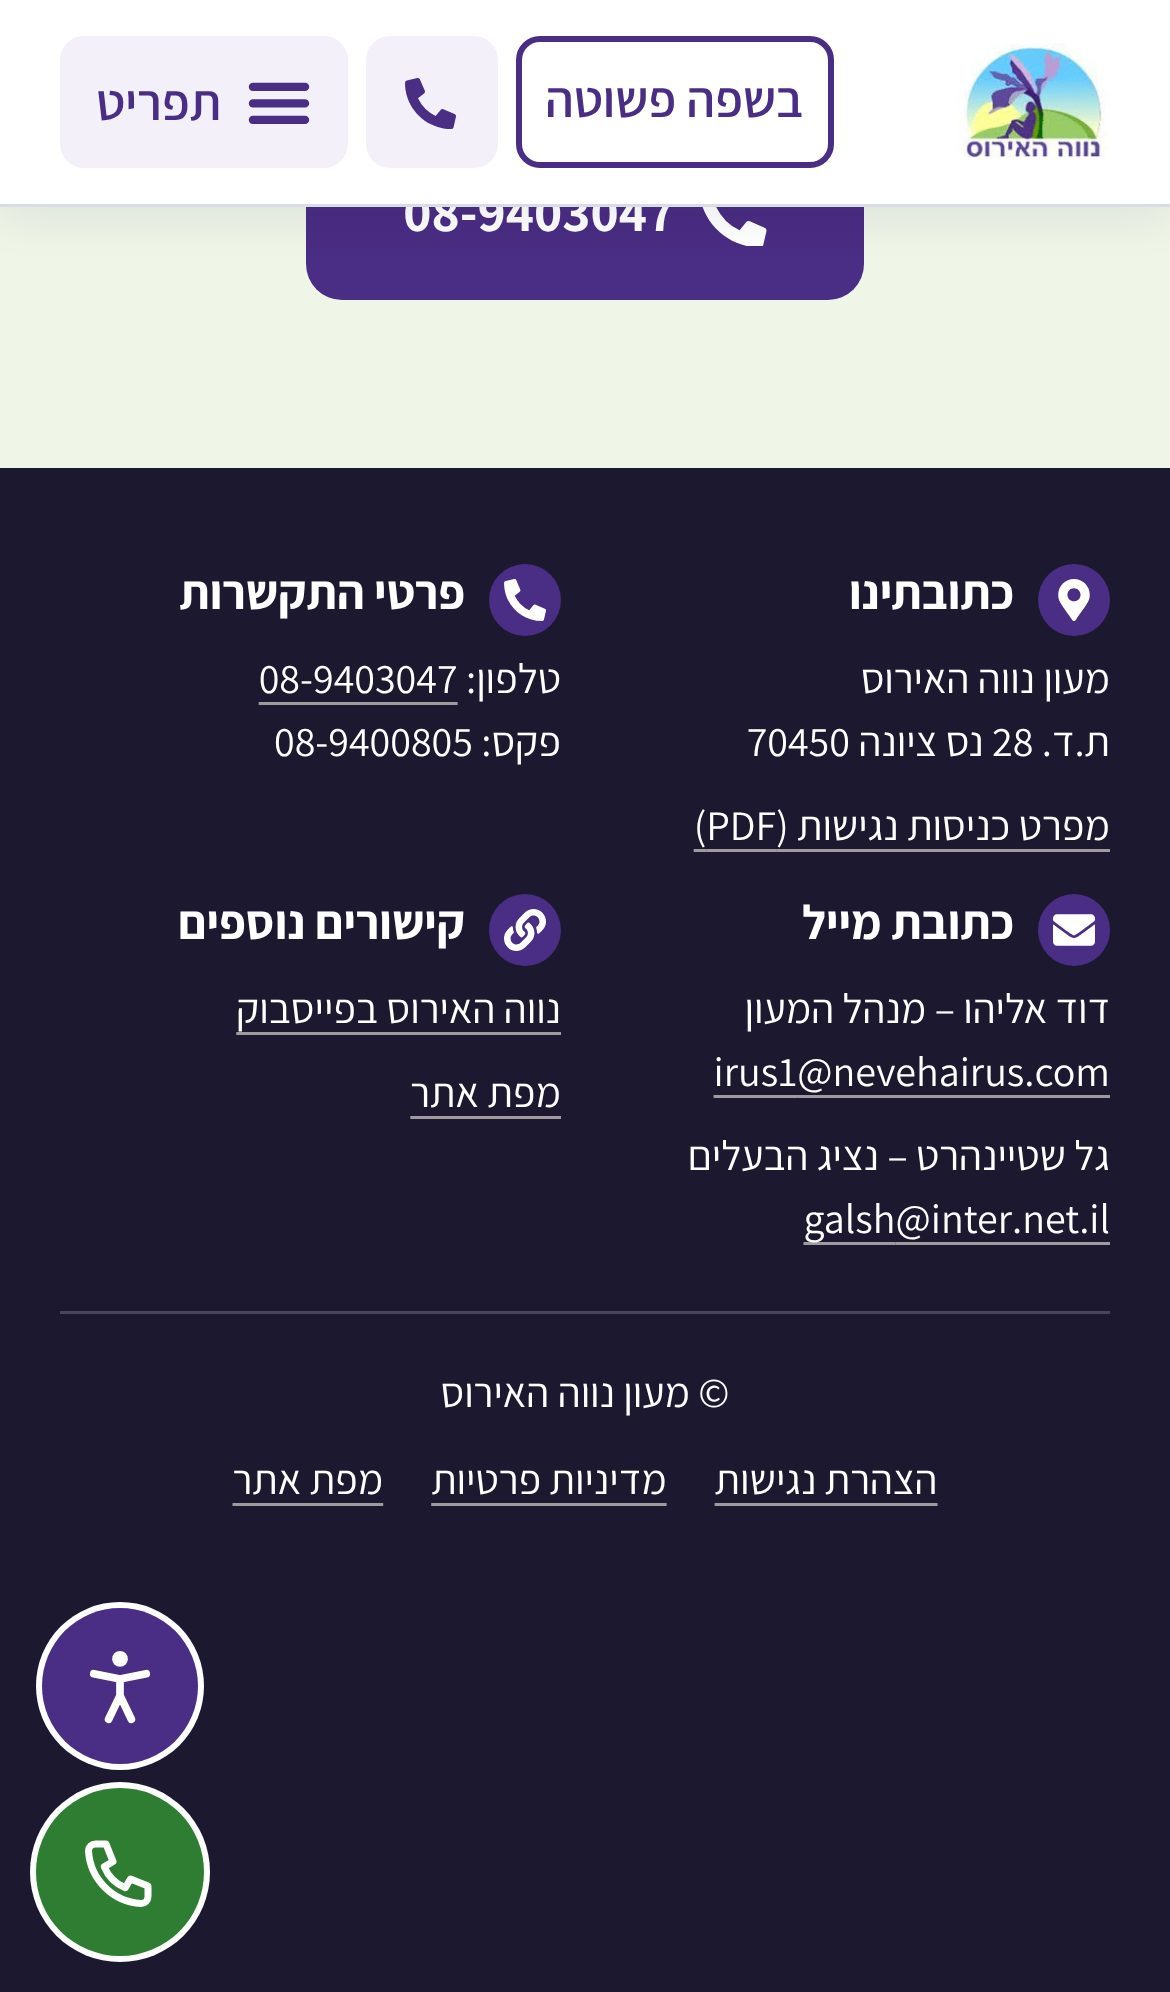 נווה האירוס
בשפה פשוטה
תפריט
08-9403047
כתובתינו
מעון נווה האירוס
ת.ד. 28 נס ציונה 70450
מפרט כניסות נגישות (PDF)
פרטי התקשרות
טלפון: 08-9403047
פקס: 08-9400805
כתובת מייל
דוד אליהו – מנהל המעון
irus1@nevehairus.com
גל שטיינהרט – נציג הבעלים
galsh@inter.net.il
קישורים נוספים
נווה האירוס בפייסבוק
מפת אתר
© מעון נווה האירוס
הצהרת נגישות
מדיניות פרטיות
מפת אתר